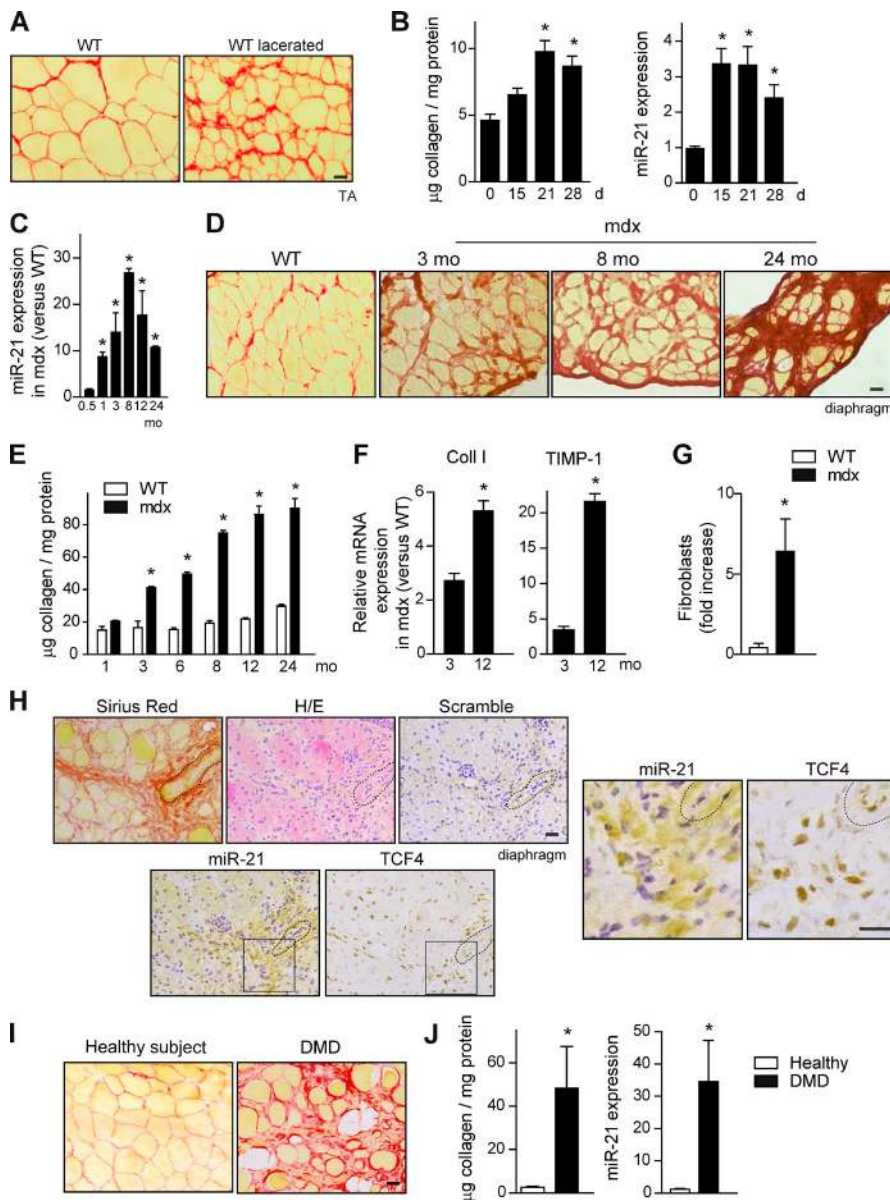 A
WT
WT lacerated
TA
B
µg collagen / mg protein
10
5
0
0 15 21 28 d
*
*
miR-21 expression
4
3
2
1
0
0 15 21 28 d
*
*
*
C
miR-21 expression
in mdx (versus WT)
30
20
10
0
0.5 1 3 8 12 24
mo
*
*
*
*
*
D
mdx
WT
3 mo
8 mo
24 mo
diaphragm
E
WT
mdx
µg collagen / mg protein
80
60
40
20
0
1 3 6 8 12 24 mo
*
*
*
*
*
F
Coll I
TIMP-1
Relative mRNA
expression
in mdx (versus WT)
6
4
2
0
3 12
*
20
15
10
5
0
3 12 mo
*
G
WT
mdx
Fibroblasts
(fold increase)
10
5
0
*
H
Sirius Red
H/E
Scramble
diaphragm
miR-21
TCF4
miR-21
TCF4
I
Healthy subject
DMD
J
µg collagen / mg protein
80
60
40
20
0
*
miR-21 expression
50
40
30
20
10
0
*
Healthy
DMD